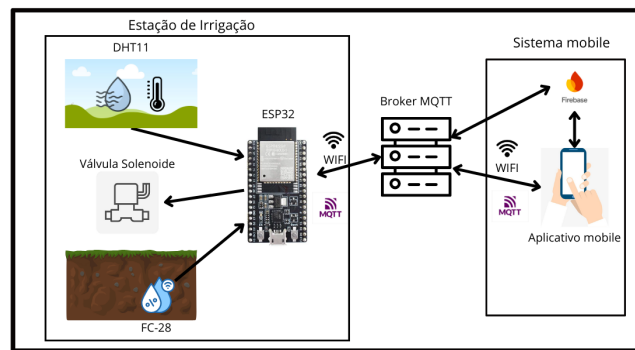 Estação de Irrigação
DHT11
Sistema mobile
ESP32
Broker MQTT
Firebase
WIFI
WIFI
Válvula Solenoide
MQTT
MQTT
Aplicativo mobile
FC-28